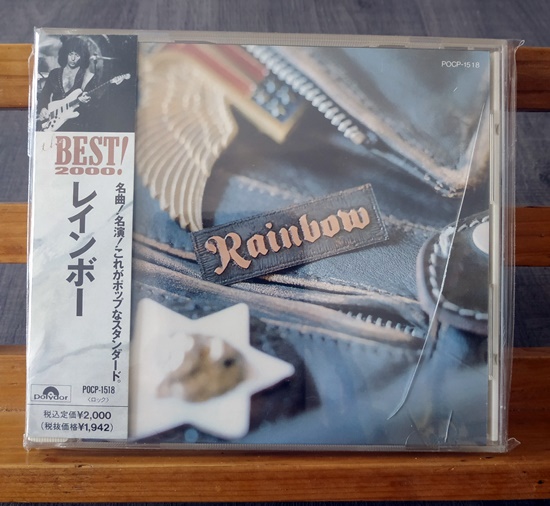 POCP-1518
BEST!
2000!
レインボー
名曲!名演!これがポップなスタンダード。
Rainbow
polydor
POCP-1518
〈ロック〉
税込定価¥2,000
(税抜価格¥1,942)